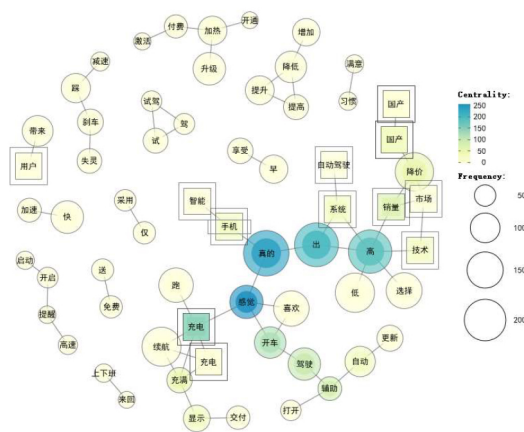 付费
加热
开通
激活
升级
增加
降低
提升
提高
减速
踩
刹车
失灵
带来
用户
试驾
驾
试
满意
习惯
享受
早
国产
国产
降价
自动驾驶
系统
销量
市场
智能
手机
真的
出
高
技术
加速
快
采用
仅
启动
开启
提醒
高速
送
免费
跑
感觉
低
选择
喜欢
充电
续航
充电
充满
开车
驾驶
更新
自动
辅助
打开
上下班
来回
显示
交付
Centrality:
250
200
150
100
50
0
Frequency:
50
100
150
200